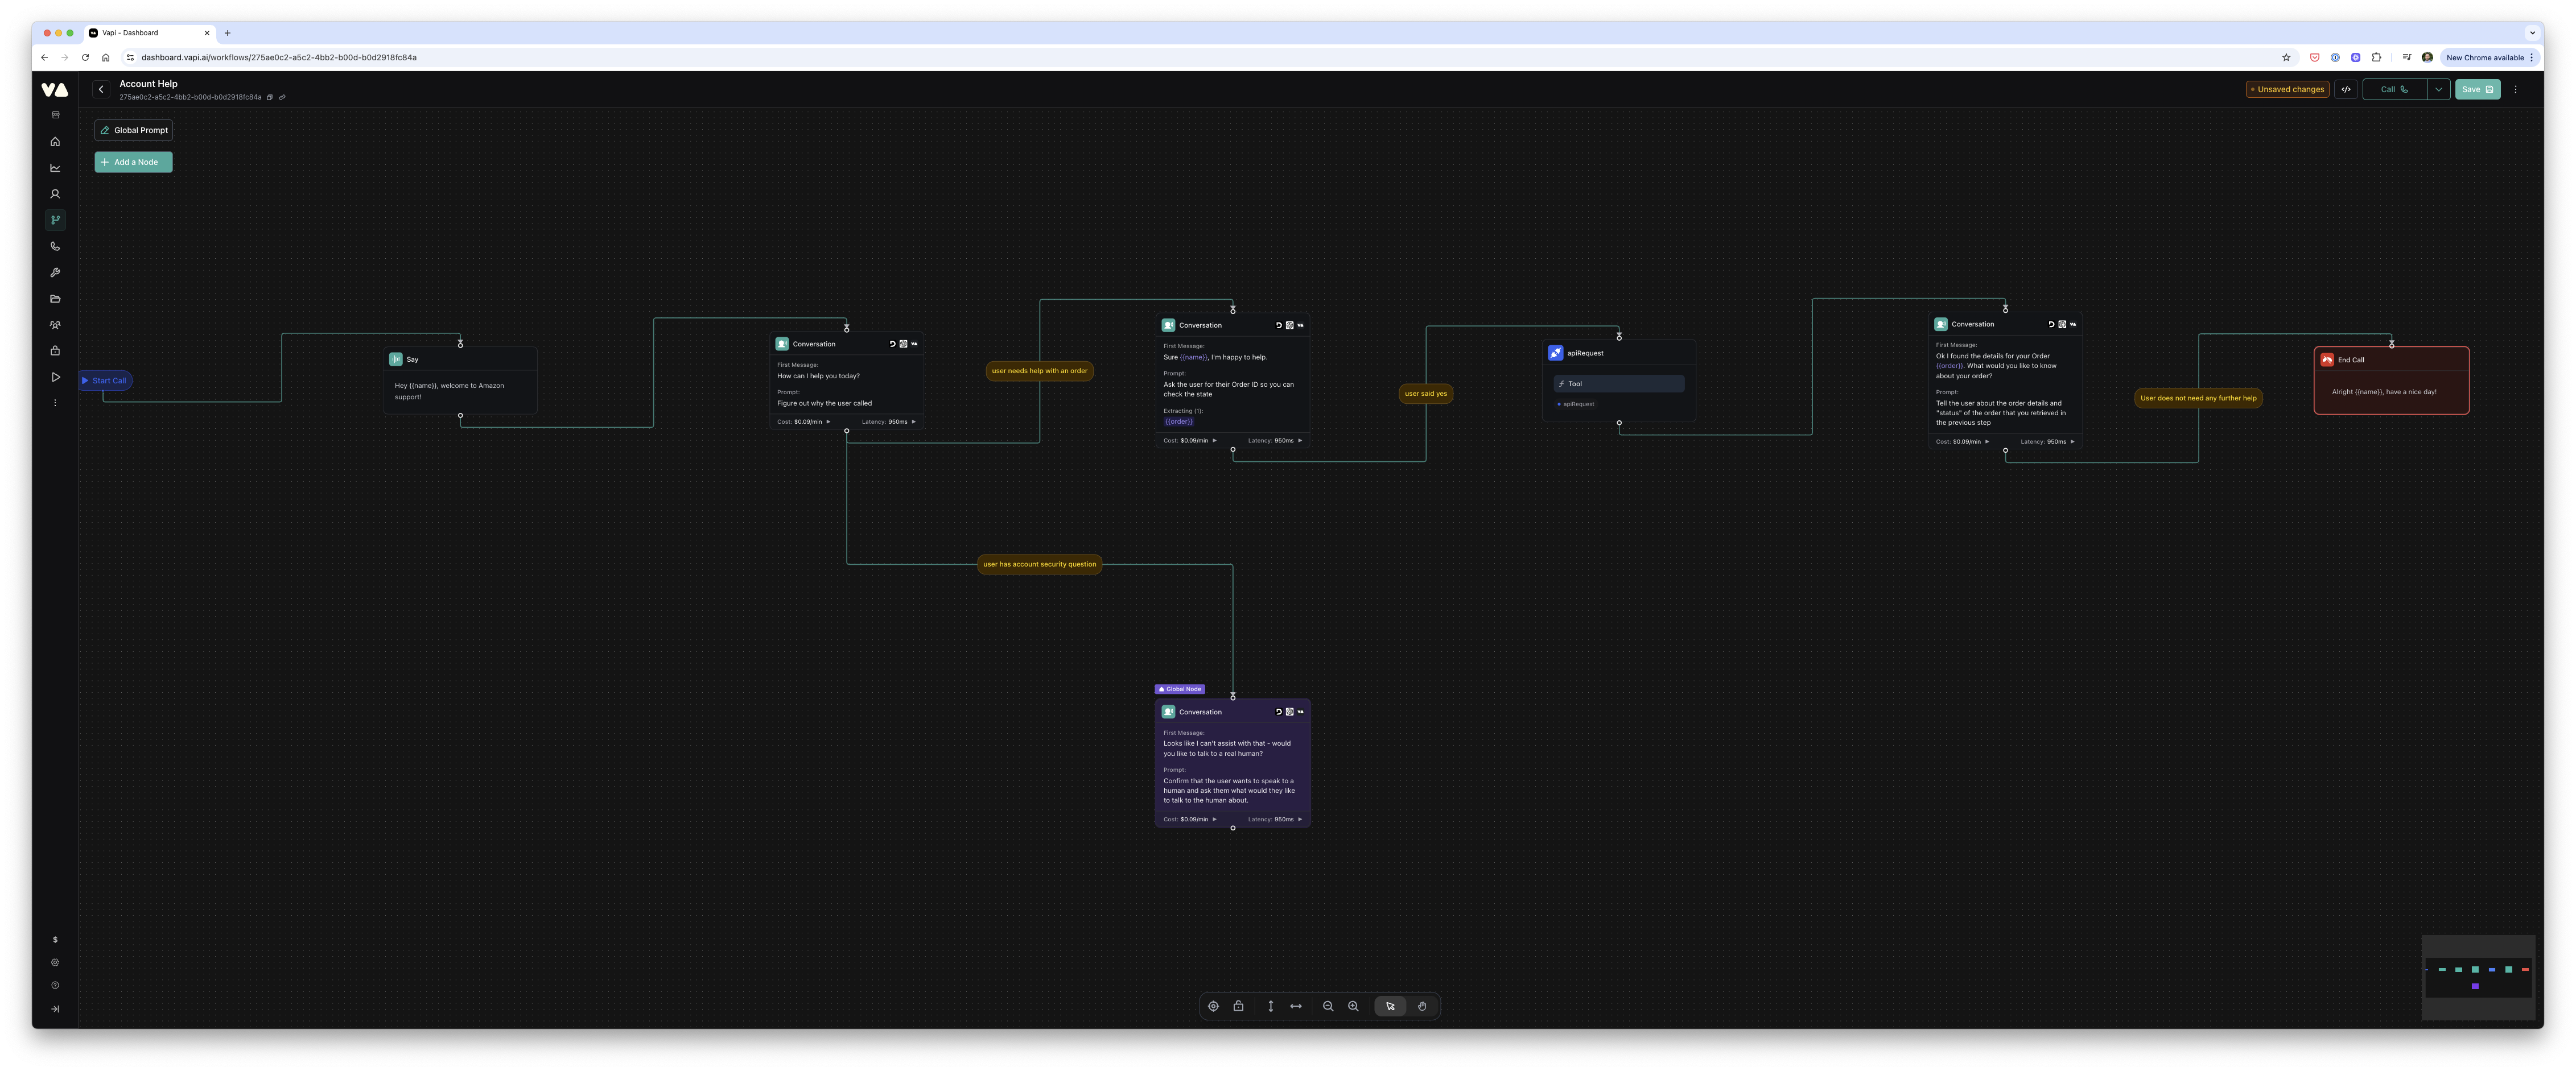 Vapi - Dashboard
dashboard.vapi.ai/workflows/275ae0c2-a5c2-4bb2-b00d-b0d2918fc84a
New Chrome available
Account Help
275ae0c2-a5c2-4bb2-b00d-b0d2918fc84a
Unsaved changes
Call
Save
Global Prompt
Add a Node
Start Call
Say
Hey {{name}}, welcome to Amazon
support!
Conversation
First Message:
How can I help you today?
Prompt:
Figure out why the user called
Cost: $0.09/min
Latency: 950ms
user needs help with an order
Conversation
First Message:
Sure {{name}}, I'm happy to help.
Prompt:
Ask the user for their Order ID so you can
check the state
Extracting (1):
{{order}}
Cost: $0.09/min
Latency: 950ms
user said yes
apiRequest
Tool
apiRequest
Conversation
First Message:
Ok I found the details for your Order
{{order}}. What would you like to know
about your order?
Prompt:
Tell the user about the order details and
"status" of the order that you retrieved in
the previous step
Cost: $0.09/min
Latency: 950ms
User does not need any further help
End Call
Alright {{name}}, have a nice day!
user has account security question
Global Node
Conversation
First Message:
Looks like I can't assist with that - would
you like to talk to a real human?
Prompt:
Confirm that the user wants to speak to a
human and ask them what would they like
to talk to the human about.
Cost: $0.09/min
Latency: 950ms